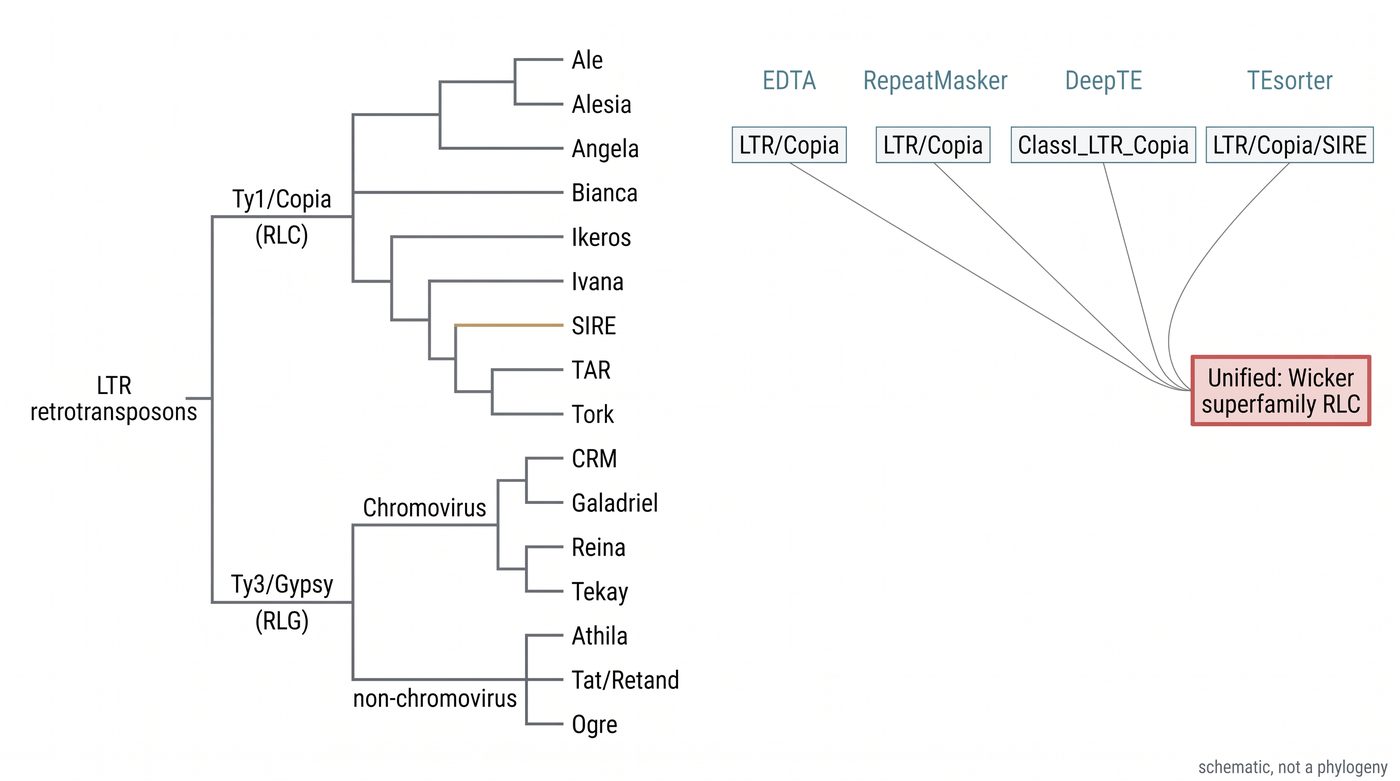 Ale
Alesia
Angela
Bianca
Ty1/Copia
(RLC)
Ikeros
Ivana
SIRE
TAR
Tork
LTR
retrotransposons
CRM
Chromovirus
Galadriel
Reina
Tekay
Ty3/Gypsy
(RLG)
Athila
Tat/Retand
non-chromovirus
Ogre
EDTA
RepeatMasker
DeepTE
TEsorter
LTR/Copia
LTR/Copia
ClassI_LTR_Copia
LTR/Copia/SIRE
Unified: Wicker
superfamily RLC
schematic, not a phylogeny